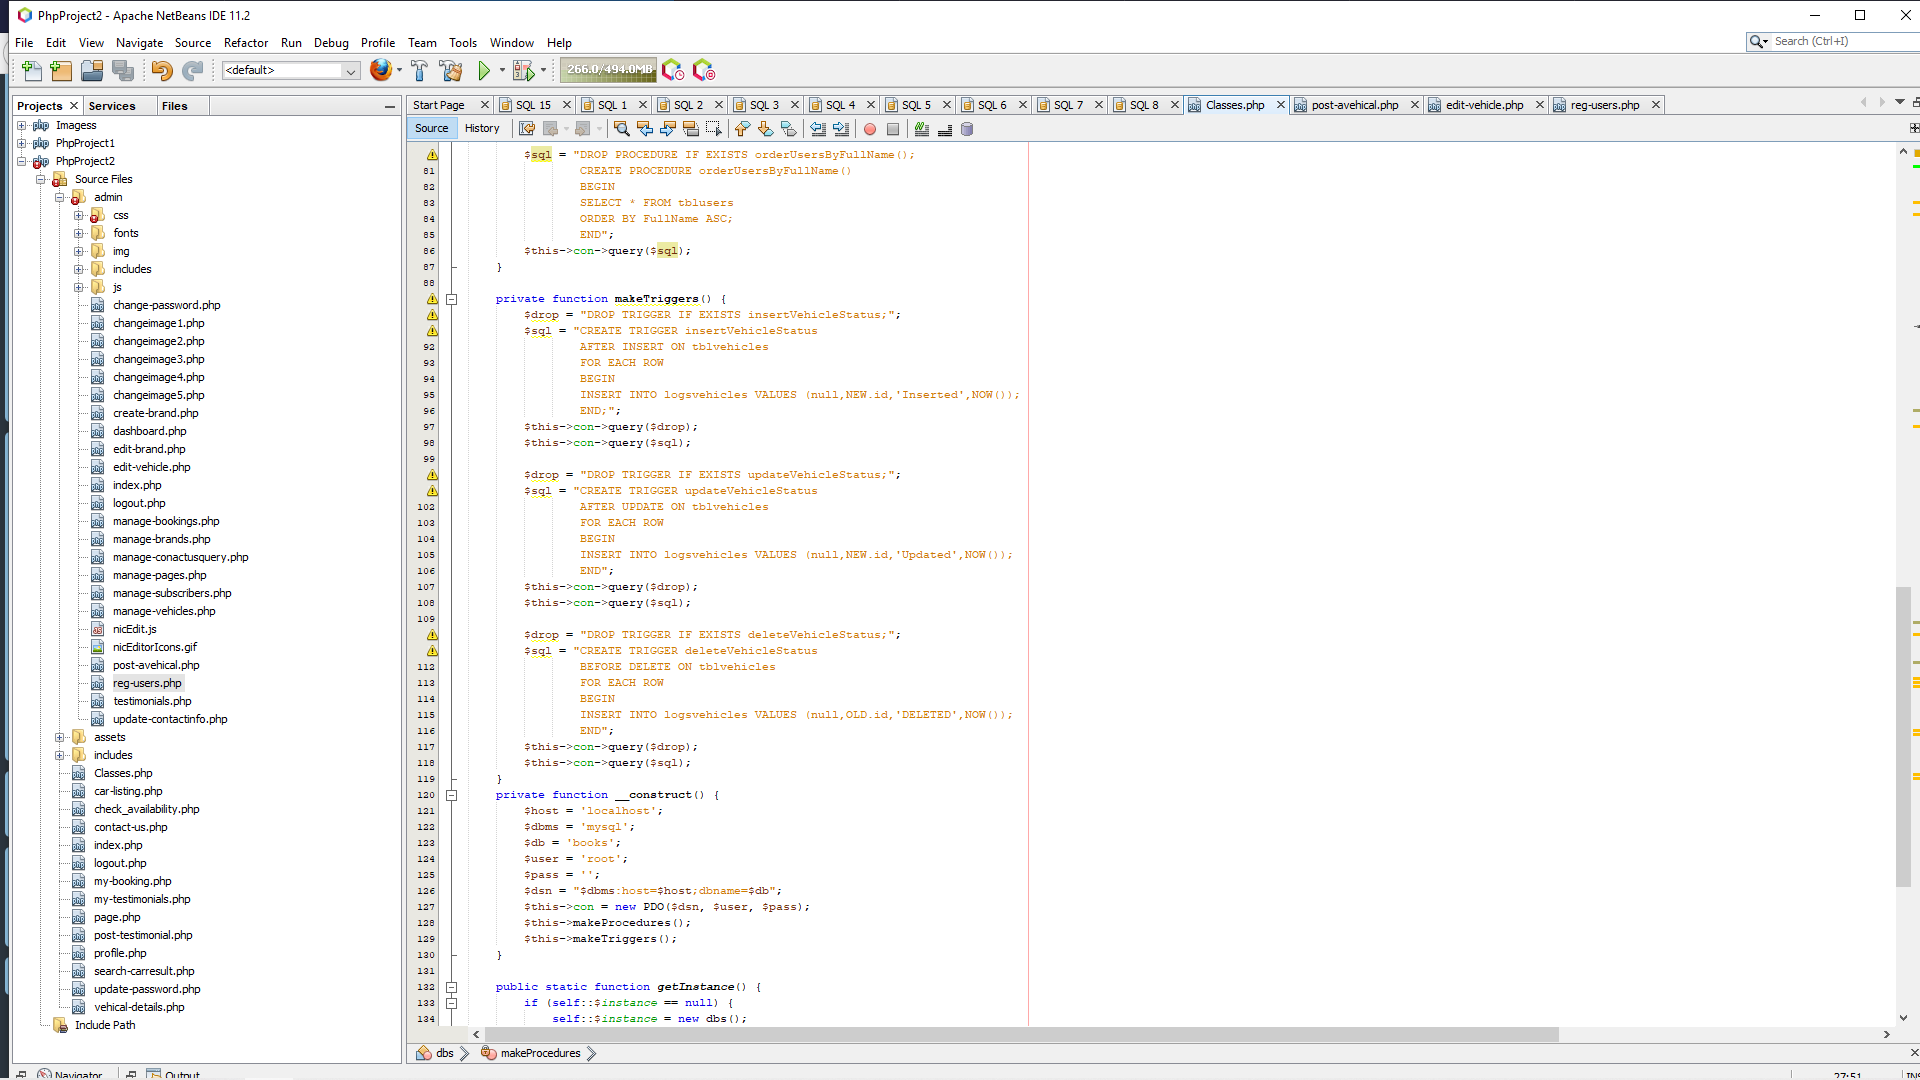 PhpProject2 - Apache NetBeans IDE 11.2
File Edit View Navigate Source Refactor Run Debug Profile Team Tools Window Help
Search (Ctrl+I)
<default>
266.0/494.0MB
Projects Services Files
Start Page SQL 15 SQL 1 SQL 2 SQL 3 SQL 4 SQL 5 SQL 6 SQL 7 SQL 8 Classes.php post-avehical.php edit-vehicle.php reg-users.php
Source History
Imagess
PhpProject1
PhpProject2
Source Files
admin
css
fonts
img
includes
js
change-password.php
changeimage1.php
changeimage2.php
changeimage3.php
changeimage4.php
changeimage5.php
create-brand.php
dashboard.php
edit-brand.php
edit-vehicle.php
index.php
logout.php
manage-bookings.php
manage-brands.php
manage-conactusquery.php
manage-pages.php
manage-subscribers.php
manage-vehicles.php
nicEdit.js
nicEditorIcons.gif
post-avehical.php
reg-users.php
testimonials.php
update-contactinfo.php
assets
includes
Classes.php
car-listing.php
check_availability.php
contact-us.php
index.php
logout.php
my-booking.php
my-testimonials.php
page.php
post-testimonial.php
profile.php
search-carresult.php
update-password.php
vehical-details.php
Include Path
$sql = "DROP PROCEDURE IF EXISTS orderUsersByFullName();
81 CREATE PROCEDURE orderUsersByFullName()
82 BEGIN
83 SELECT * FROM tblusers
84 ORDER BY FullName ASC;
85 END";
86 $this->con->query($sql);
87 }
88
private function makeTriggers() {
$drop = "DROP TRIGGER IF EXISTS insertVehicleStatus;";
$sql = "CREATE TRIGGER insertVehicleStatus
92 AFTER INSERT ON tblvehicles
93 FOR EACH ROW
94 BEGIN
95 INSERT INTO logsvehicles VALUES (null,NEW.id,'Inserted',NOW());
96 END;";
97 $this->con->query($drop);
98 $this->con->query($sql);
99
$drop = "DROP TRIGGER IF EXISTS updateVehicleStatus;";
$sql = "CREATE TRIGGER updateVehicleStatus
102 AFTER UPDATE ON tblvehicles
103 FOR EACH ROW
104 BEGIN
105 INSERT INTO logsvehicles VALUES (null,NEW.id,'Updated',NOW());
106 END";
107 $this->con->query($drop);
108 $this->con->query($sql);
109
$drop = "DROP TRIGGER IF EXISTS deleteVehicleStatus;";
$sql = "CREATE TRIGGER deleteVehicleStatus
112 BEFORE DELETE ON tblvehicles
113 FOR EACH ROW
114 BEGIN
115 INSERT INTO logsvehicles VALUES (null,OLD.id,'DELETED',NOW());
116 END";
117 $this->con->query($drop);
118 $this->con->query($sql);
119 }
120 private function __construct() {
121 $host = 'localhost';
122 $dbms = 'mysql';
123 $db = 'books';
124 $user = 'root';
125 $pass = '';
126 $dsn = "$dbms:host=$host;dbname=$db";
127 $this->con = new PDO($dsn, $user, $pass);
128 $this->makeProcedures();
129 $this->makeTriggers();
130 }
131
132 public static function getInstance() {
133 if (self::$instance == null) {
134 self::$instance = new dbs();
dbs makeProcedures
Navigator Output
27:51 INS